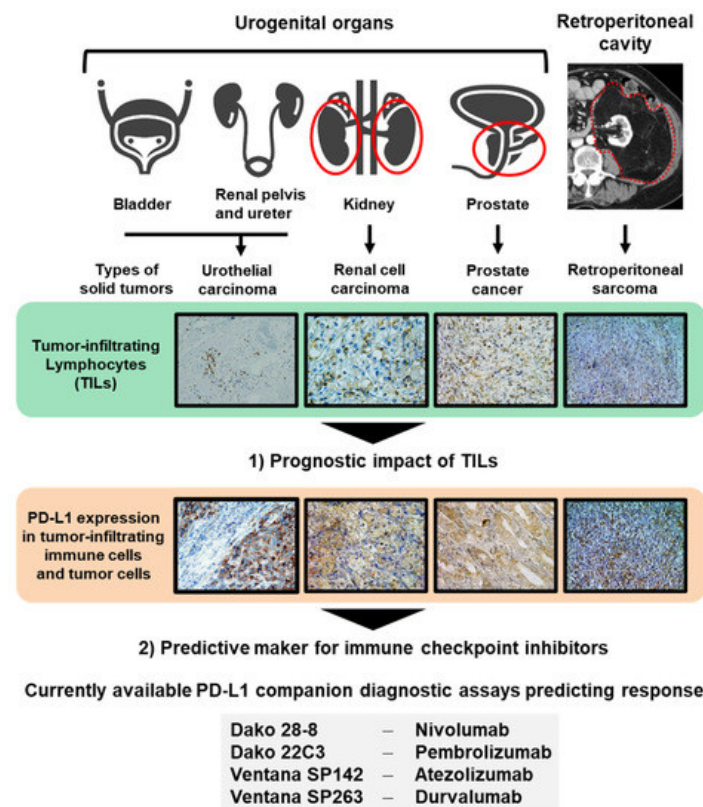 Urogenital organs
Retroperitoneal
cavity
Bladder
Renal pelvis
and ureter
Kidney
Prostate
Types of
solid tumors
Urothelial
carcinoma
Renal cell
carcinoma
Prostate
cancer
Retroperitoneal
sarcoma
Tumor-infiltrating
Lymphocytes
(TILs)
1) Prognostic impact of TILs
PD-L1 expression
in tumor-infiltrating
immune cells
and tumor cells
2) Predictive maker for immune checkpoint inhibitors
Currently available PD-L1 companion diagnostic assays predicting response
Dako 28-8 – Nivolumab
Dako 22C3 – Pembrolizumab
Ventana SP142 – Atezolizumab
Ventana SP263 – Durvalumab